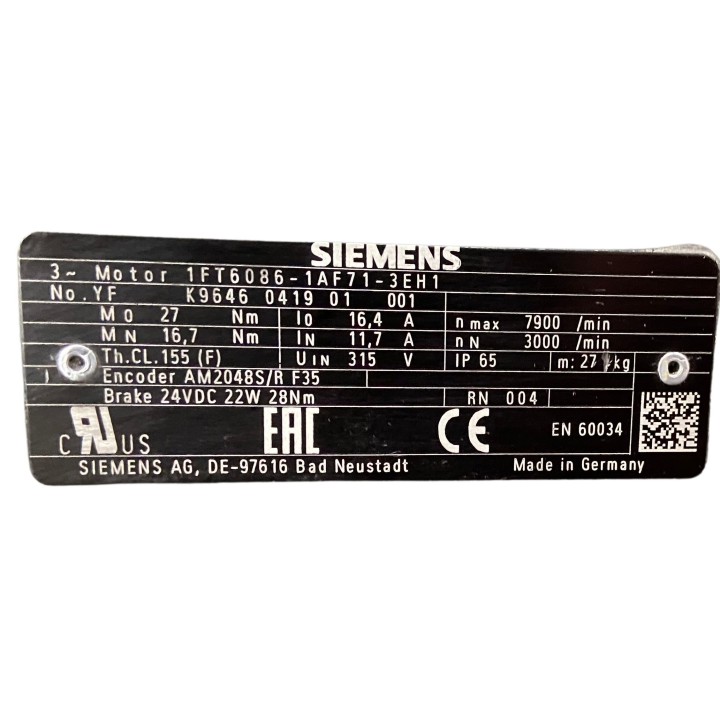 SIEMENS
3~ Motor 1FT6086-1AF71-3EH1
No.YF K9646 0419 01 001
M0 27 Nm I0 16,4 A n max 7900 /min
MN 16,7 Nm IN 11,7 A nN 3000 /min
Th.CL.155 (F) UIN 315 V IP 65 m: 27 kg
Encoder AM2048S/R F35
Brake 24VDC 22W 28Nm RN 004
C RU US EAC CE EN 60034
SIEMENS AG, DE-97616 Bad Neustadt Made in Germany